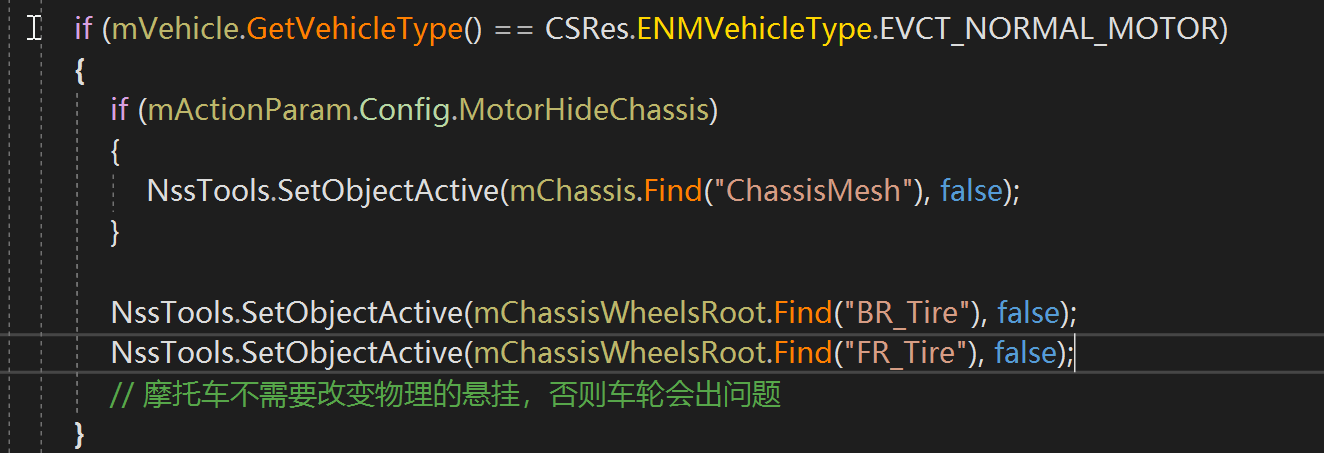 if (mVehicle.GetVehicleType() == CSRes.ENMVehicleType.EVCT_NORMAL_MOTOR)
{
if (mActionParam.Config.MotorHideChassis)
{
NssTools.SetObjectActive(mChassis.Find("ChassisMesh"), false);
}
NssTools.SetObjectActive(mChassisWheelsRoot.Find("BR_Tire"), false);
NssTools.SetObjectActive(mChassisWheelsRoot.Find("FR_Tire"), false);
// 摩托车不需要改变物理的悬挂，否则车轮会出问题
}